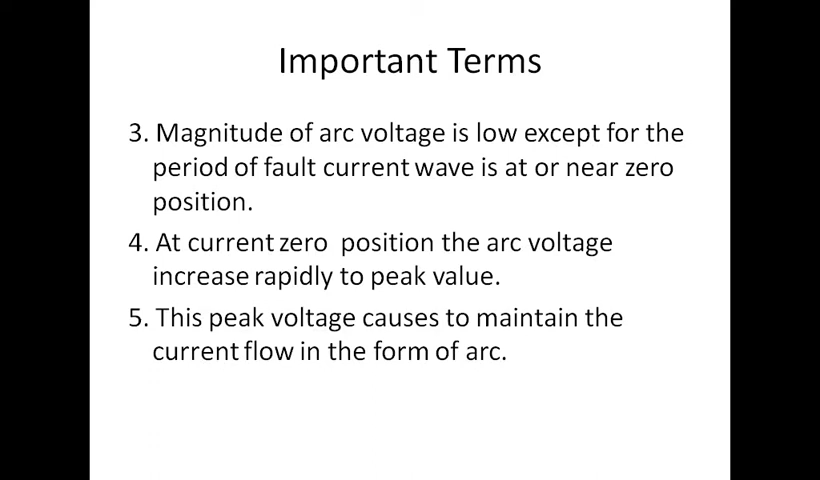 Important Terms
3. Magnitude of arc voltage is low except for the
period of fault current wave is at or near zero
position.
4. At current zero position the arc voltage
increase rapidly to peak value.
5. This peak voltage causes to maintain the
current flow in the form of arc.